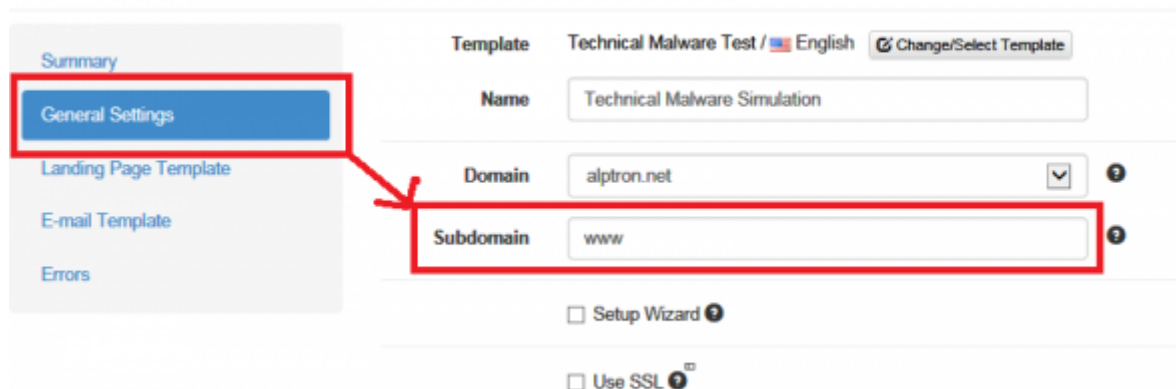 Summary
General Settings
Landing Page Template
E-mail Template
Errors
Template Technical Malware Test / English Change/Select Template
Name Technical Malware Simulation
Domain alptron.net
Subdomain www
Setup Wizard
Use SSL